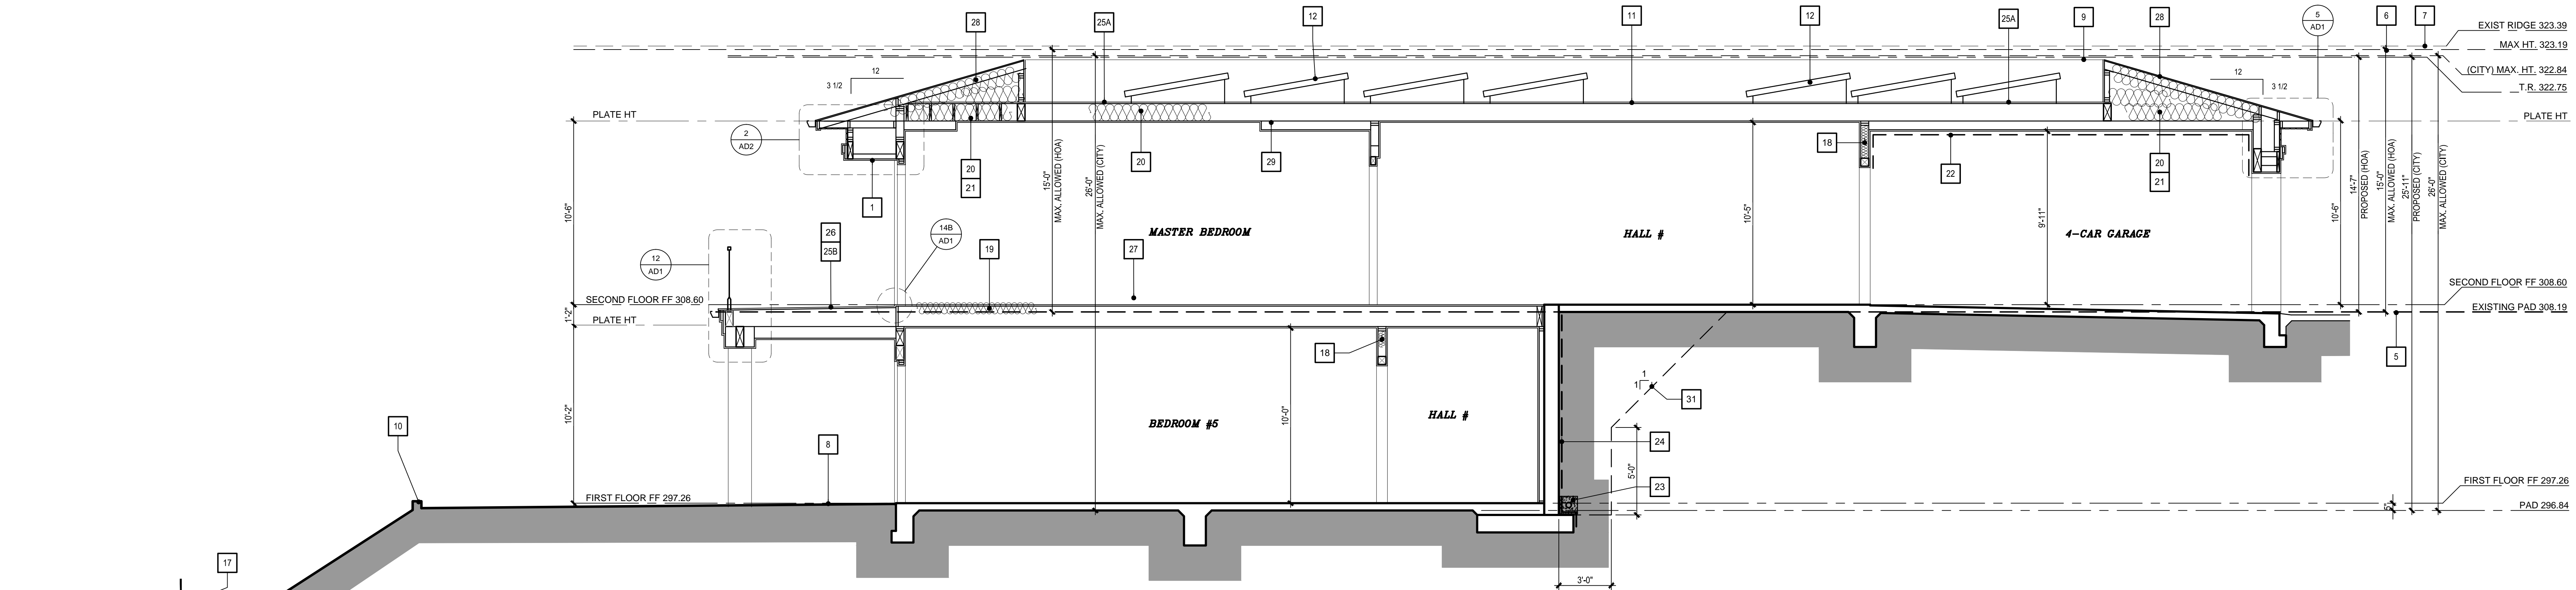 28
25A
12
11
12
25A
9
28
5
AD1
6
7
EXIST RIDGE 323.39
MAX HT. 323.19
(CITY) MAX. HT. 322.84
T.R. 322.75
12
3 1/2
12
3 1/2
PLATE HT
PLATE HT
2
AD2
1
20
21
20
29
18
22
20
21
10'-6"
15'-0"
MAX. ALLOWED (HOA)
26'-0"
MAX. ALLOWED (CITY)
10'-5"
9'-11"
10'-6"
14'-7"
PROPOSED (HOA)
15'-0"
MAX. ALLOWED (HOA)
25'-11"
PROPOSED (CITY)
26'-0"
MAX. ALLOWED (CITY)
MASTER BEDROOM
HALL #
4-CAR GARAGE
12
AD1
26
25B
14B
AD1
19
27
SECOND FLOOR FF 308.60
SECOND FLOOR FF 308.60
EXISTING PAD 308.19
1'-2"
PLATE HT
18
5
1
1
31
10'-2"
10'-0"
BEDROOM #5
HALL #
10
8
24
5'-0"
23
FIRST FLOOR FF 297.26
FIRST FLOOR FF 297.26
5"
PAD 296.84
17
3'-0"